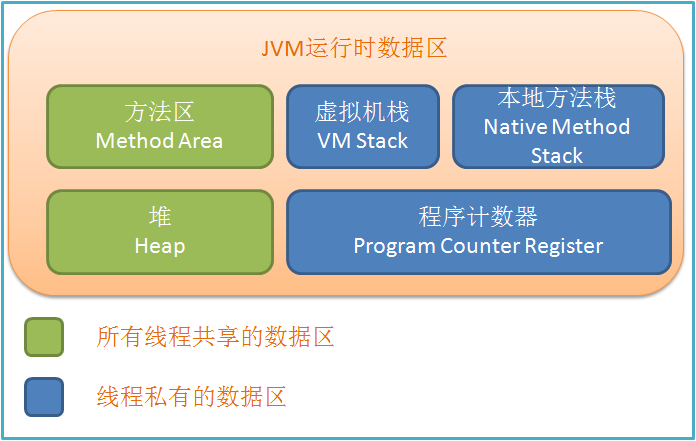 JVM运行时数据区
方法区
Method Area
虚拟机栈
VM Stack
本地方法栈
Native Method
Stack
堆
Heap
程序计数器
Program Counter Register
所有线程共享的数据区
线程私有的数据区